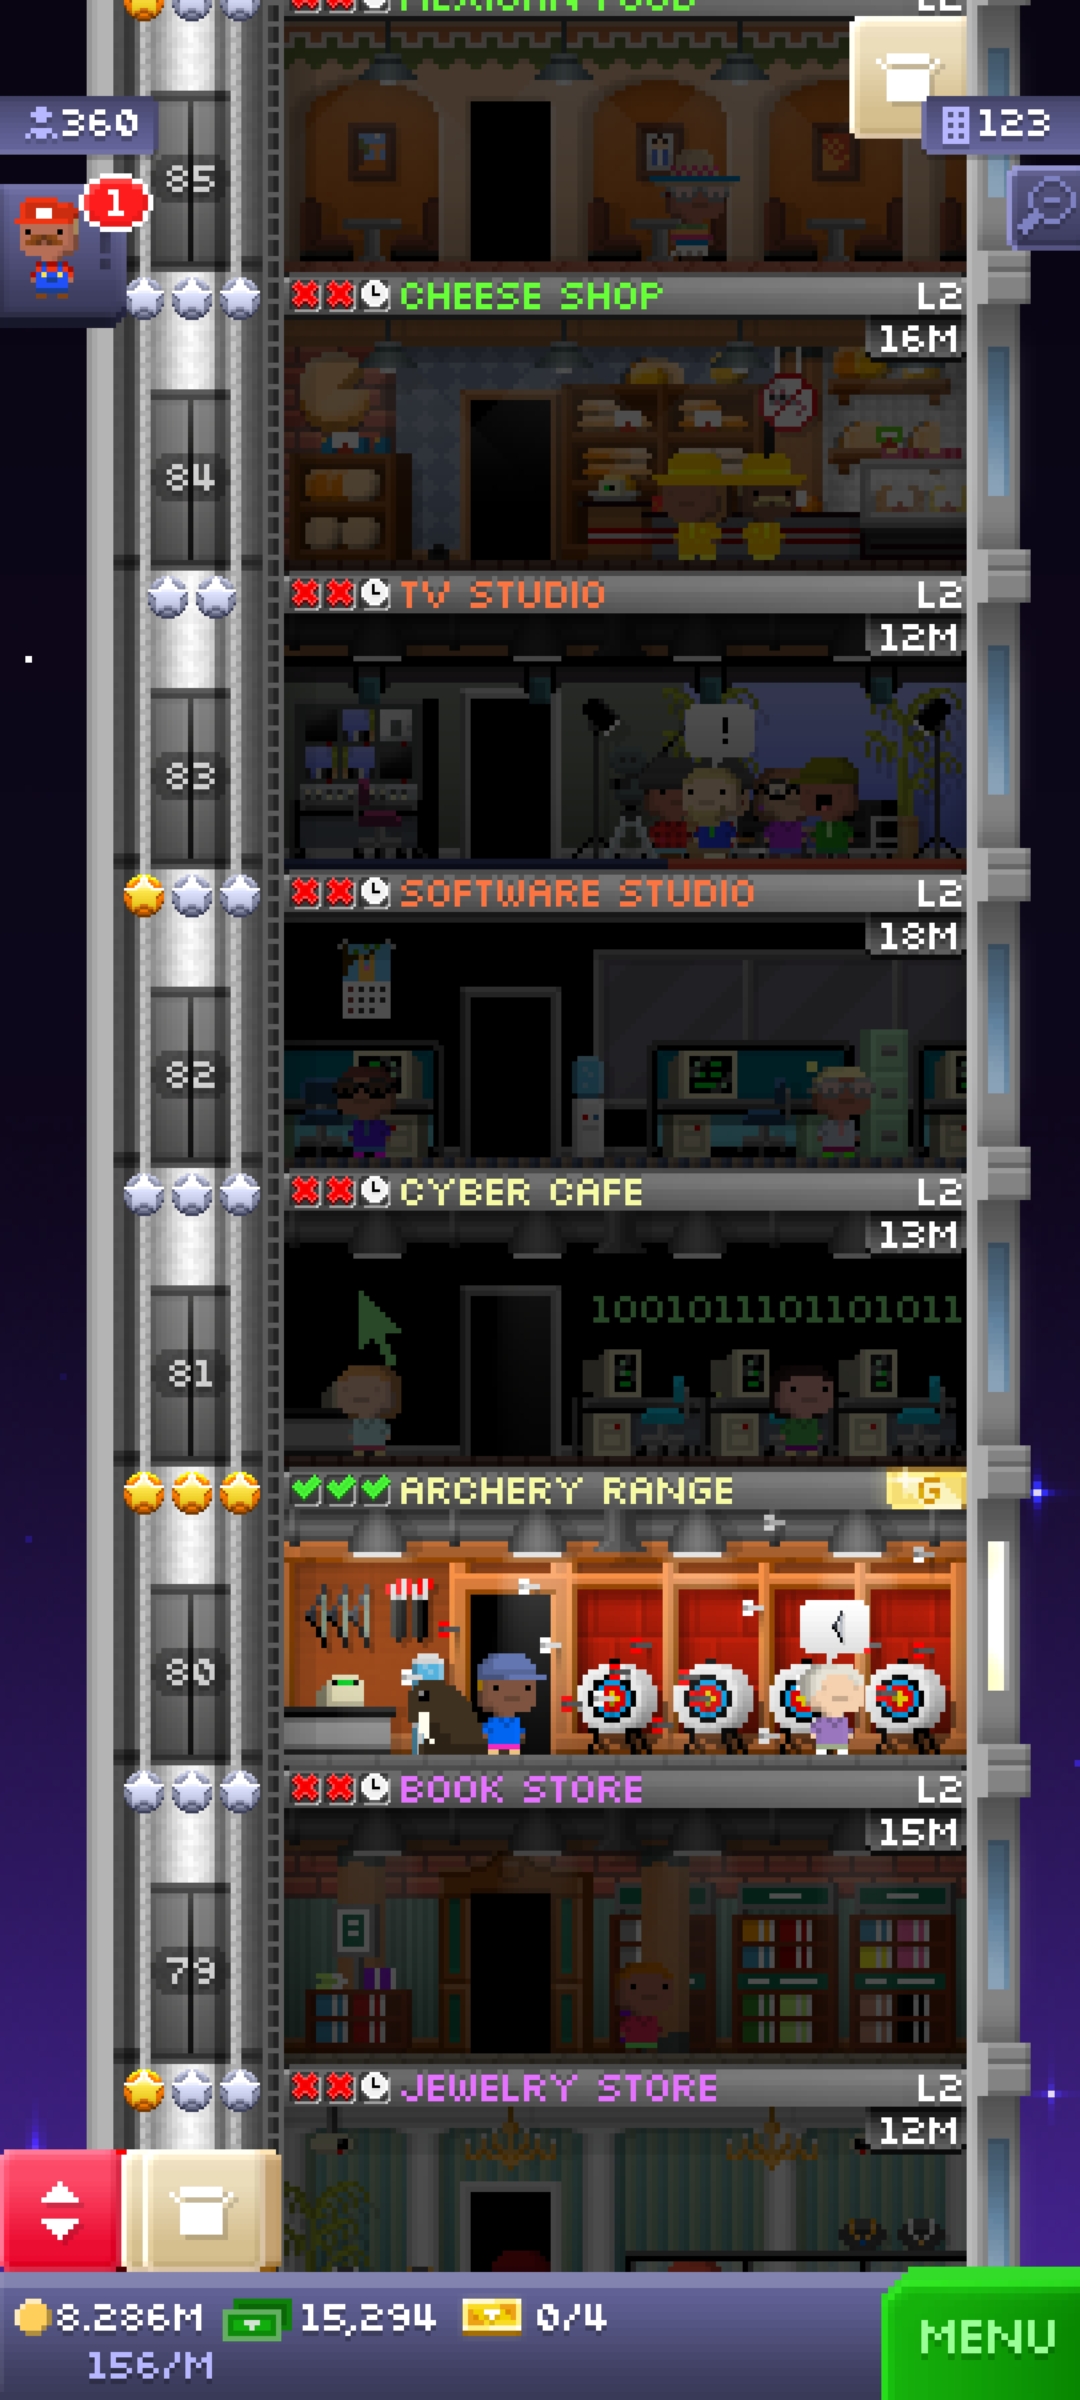 MEXICAN FOOD L2
360
123
85
1
CHEESE SHOP L2
16M
84
TV STUDIO L2
12M
!
83
SOFTWARE STUDIO L2
18M
82
CYBER CAFE L2
13M
1001011101101011
81
ARCHERY RANGE G
80
BOOK STORE L2
15M
79
JEWELRY STORE L2
12M
8.286M 15,294 0/4
156/M
MENU